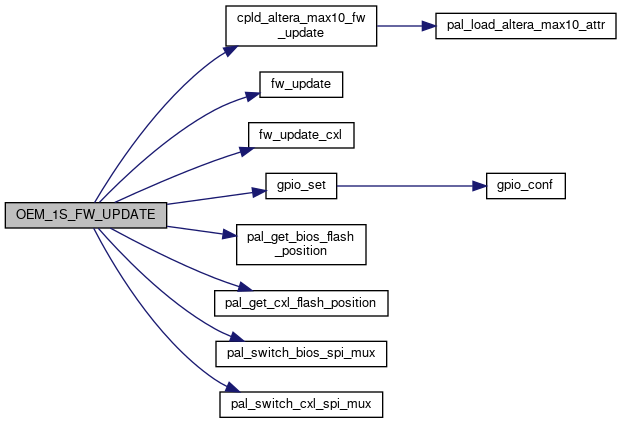 cpld_altera_max10_fw
_update
pal_load_altera_max10_attr
fw_update
fw_update_cxl
gpio_set
gpio_conf
OEM_1S_FW_UPDATE
pal_get_bios_flash
_position
pal_get_cxl_flash_position
pal_switch_bios_spi_mux
pal_switch_cxl_spi_mux